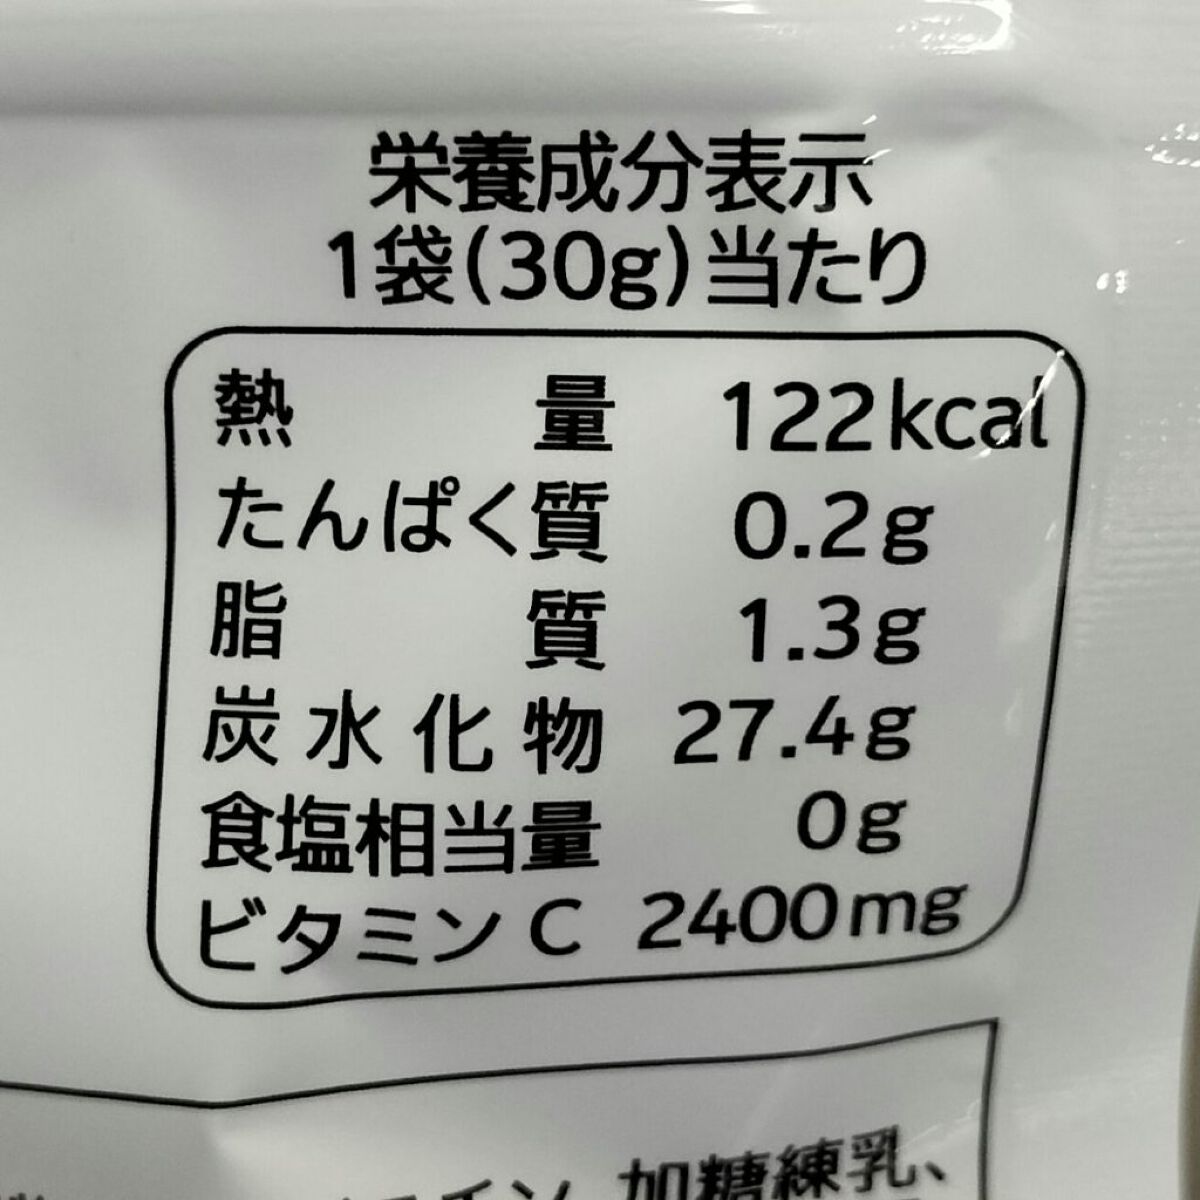 栄養成分表示
1袋(30g)当たり
熱量 122kcal
たんぱく質 0.2g
脂質 1.3g
炭水化物 27.4g
食塩相当量 0g
ビタミンC 2400mg
加糖練乳、